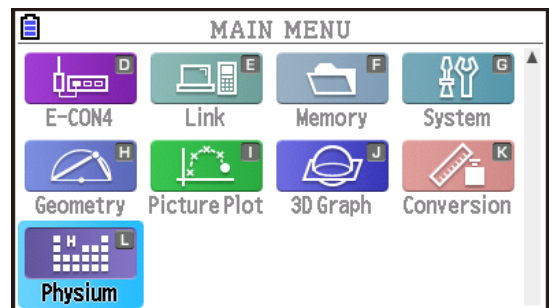 MAIN MENU
D E F G
E-CON4 Link Memory System
H I J K
Geometry Picture Plot 3D Graph Conversion
H L
Physium